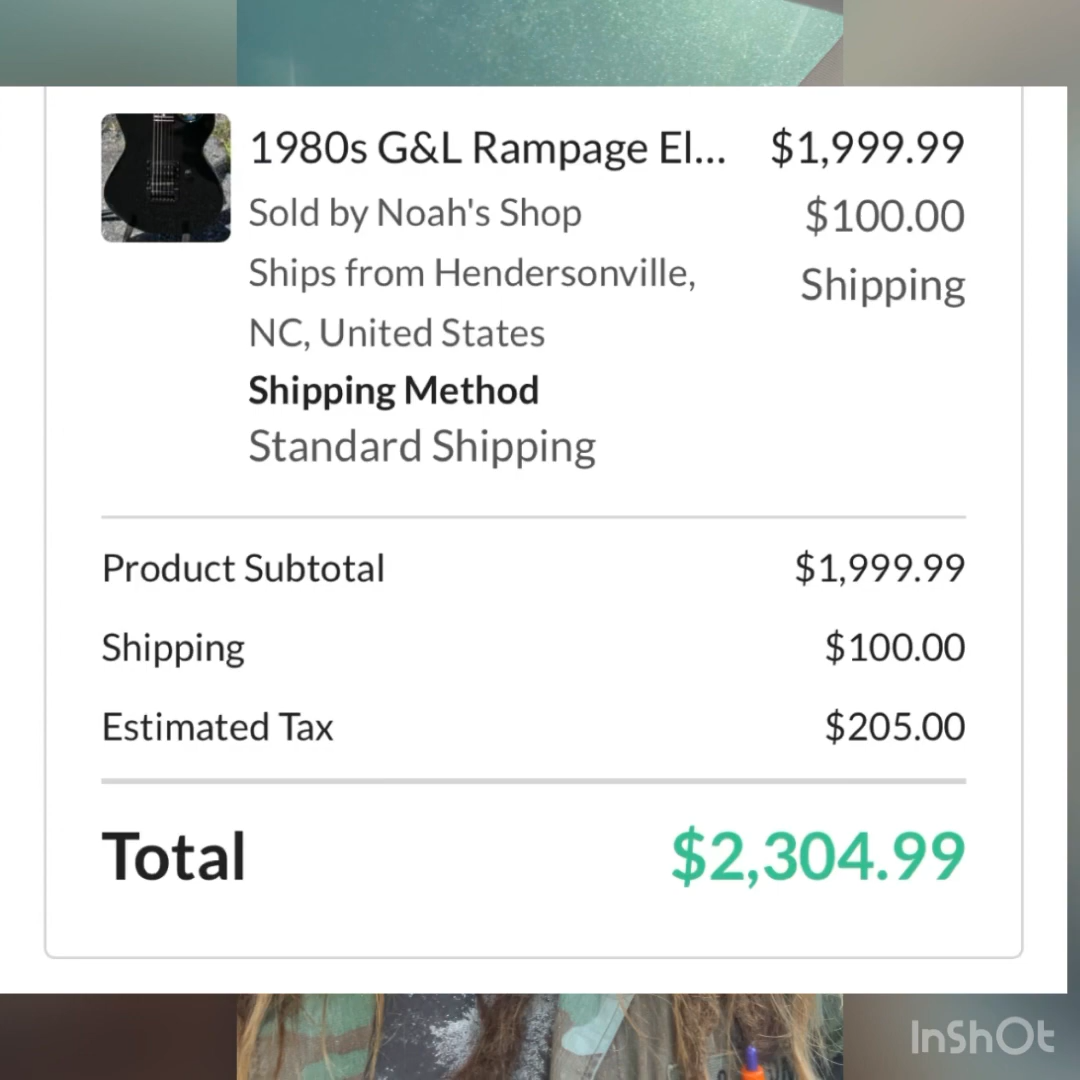 1980s G&L Rampage El... $1,999.99
Sold by Noah's Shop $100.00
Ships from Hendersonville, Shipping
NC, United States
Shipping Method
Standard Shipping
Product Subtotal $1,999.99
Shipping $100.00
Estimated Tax $205.00
Total $2,304.99
InShOt